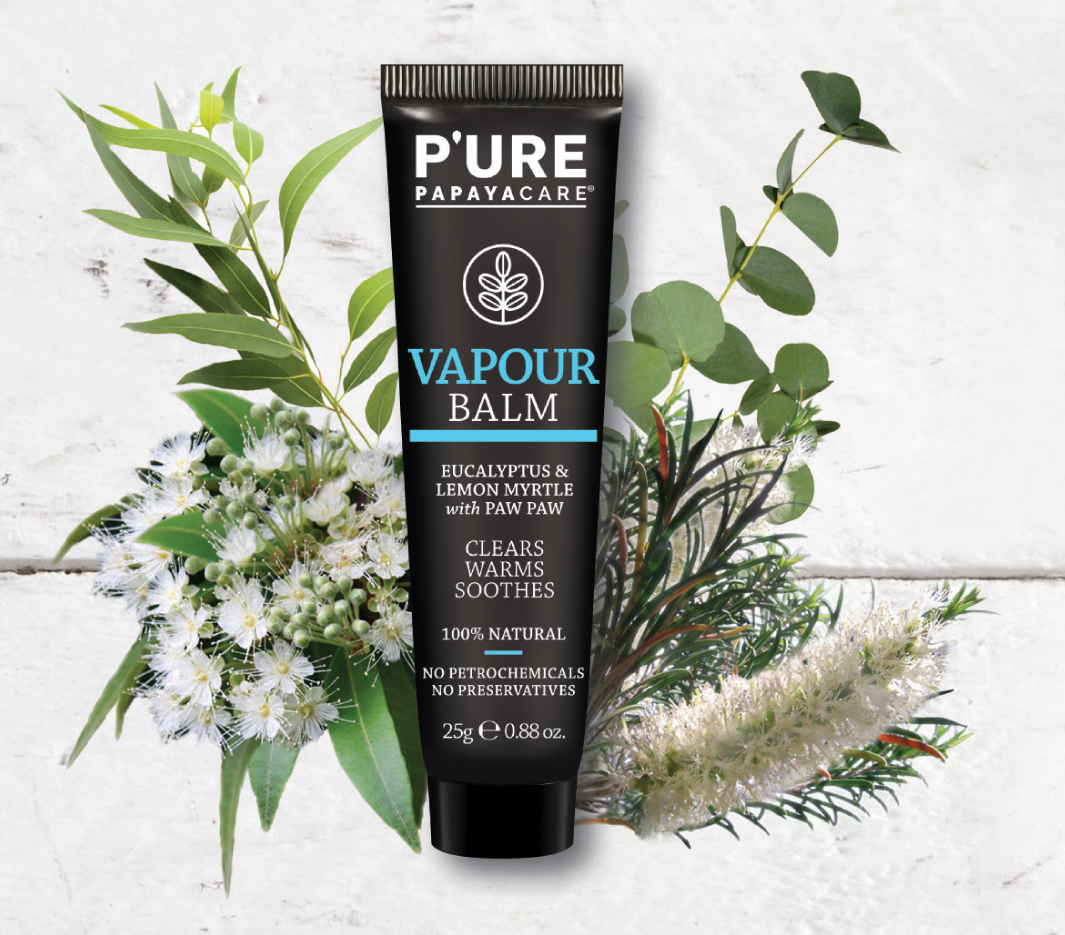 P'URE
PAPAYACARE®
VAPOUR
BALM
EUCALYPTUS &
LEMON MYRTLE
with PAW PAW
CLEARS
WARMS
SOOTHES
100% NATURAL
NO PETROCHEMICALS
NO PRESERVATIVES
25g ℮ 0.88 oz.